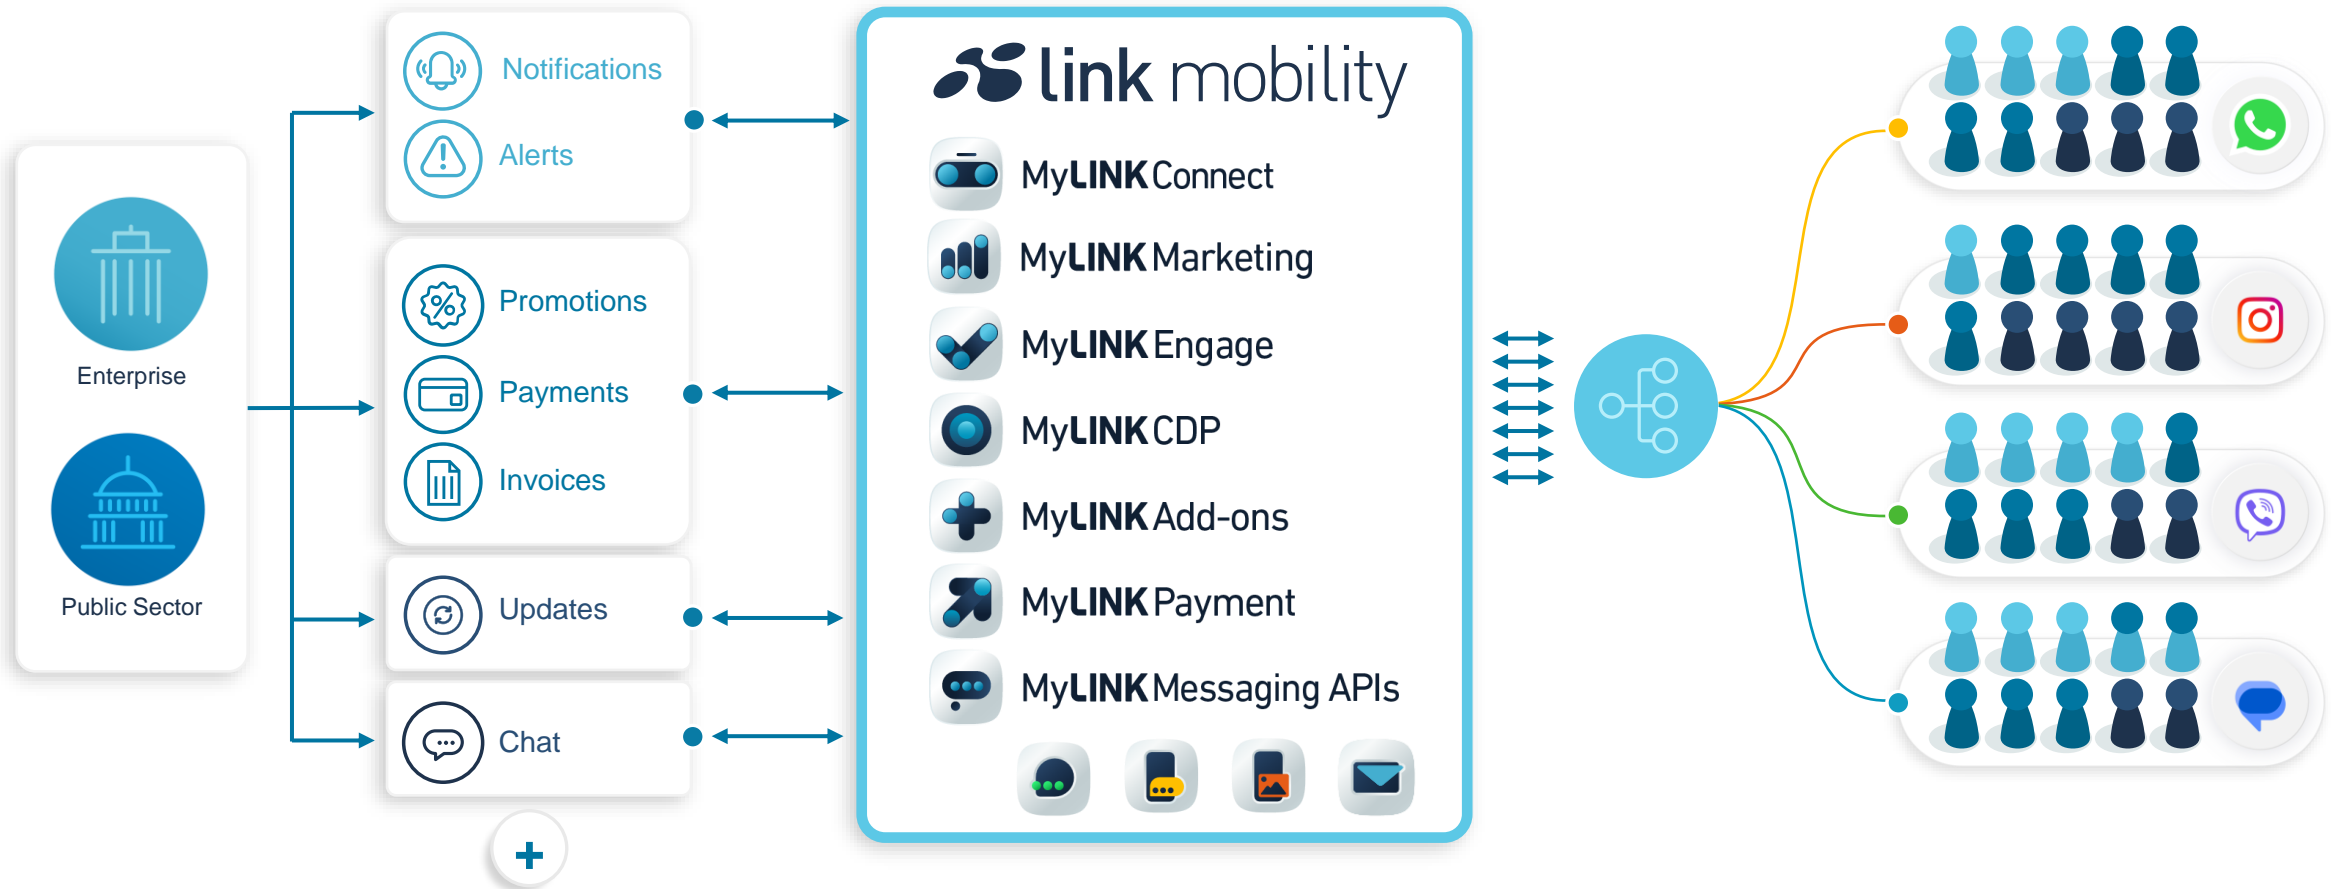 Enterprise
Public Sector
Notifications
Alerts
Promotions
Payments
Invoices
Updates
Chat
link mobility
MyLINK Connect
MyLINK Marketing
MyLINK Engage
MyLINK CDP
MyLINK Add-ons
MyLINK Payment
MyLINK Messaging APIs